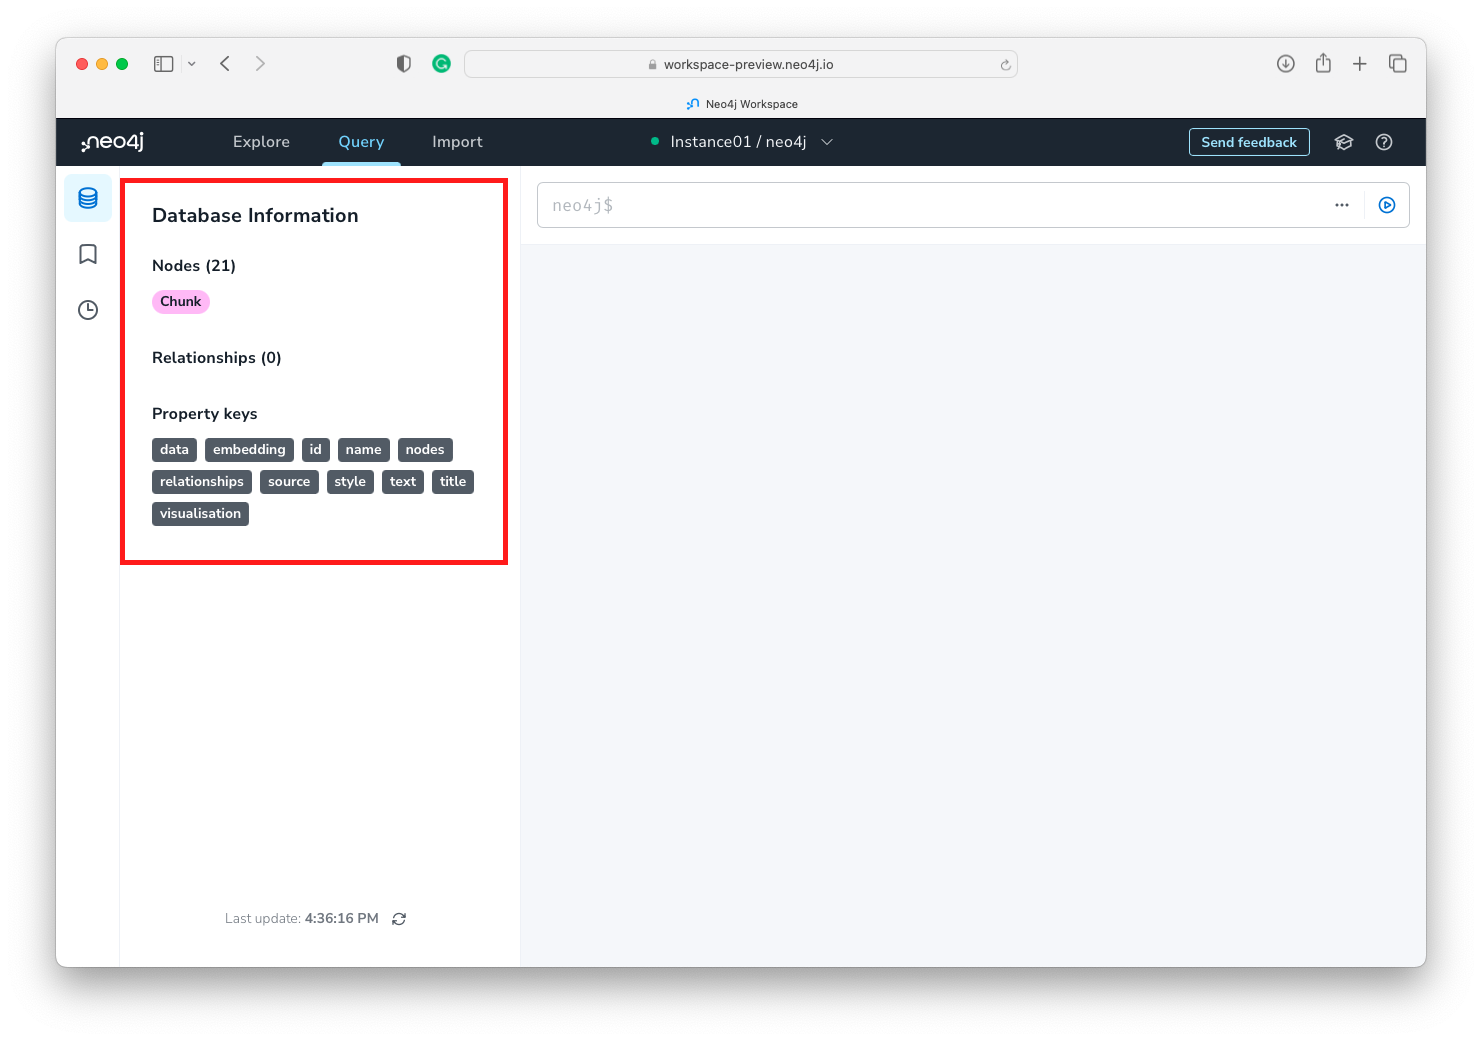 workspace-preview.neo4j.io
Neo4j Workspace
neo4j Explore Query Import Instance01 / neo4j Send feedback
Database Information
Nodes (21)
Chunk
Relationships (0)
Property keys
data embedding id name nodes
relationships source style text title
visualisation
Last update: 4:36:16 PM
neo4j$